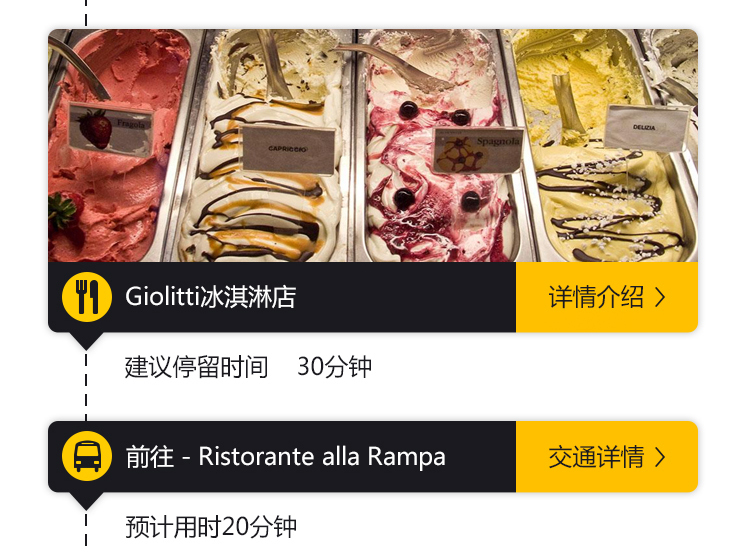 Fragola
CAPRICCIO
Spagnola
DELIZIA
Giolitti冰淇淋店
详情介绍
建议停留时间 30分钟
前往 - Ristorante alla Rampa
交通详情
预计用时20分钟